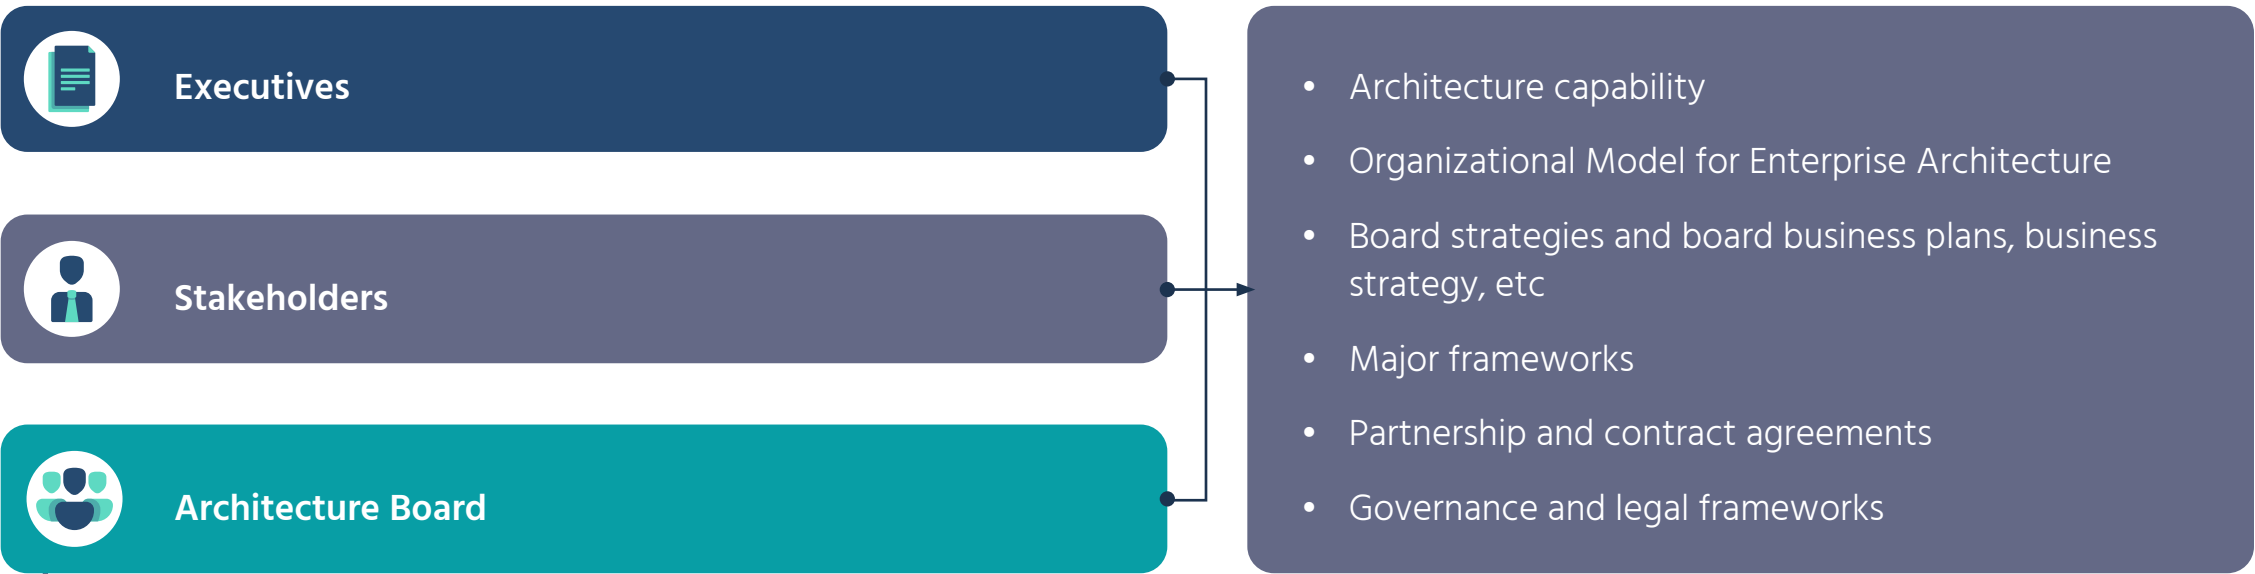 Executives
Stakeholders
Architecture Board
• Architecture capability
• Organizational Model for Enterprise Architecture
• Board strategies and board business plans, business
strategy, etc
• Major frameworks
• Partnership and contract agreements
• Governance and legal frameworks